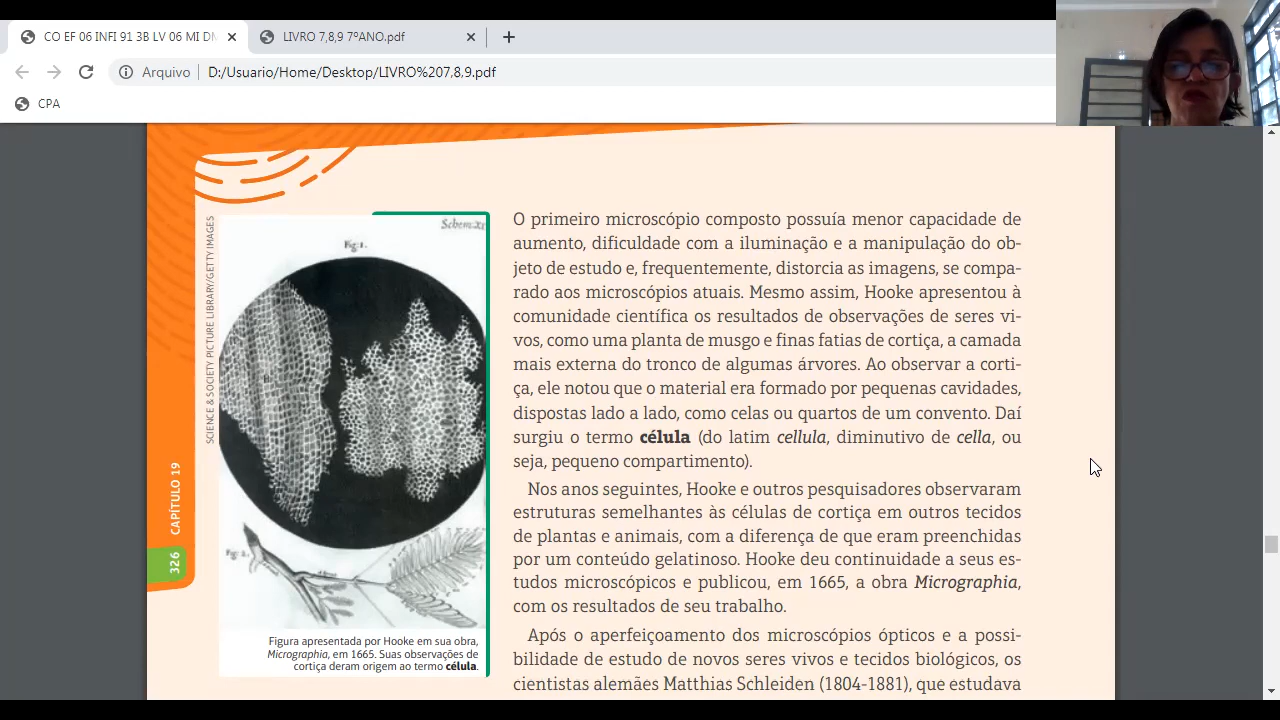 CO EF 06 INFI 91 3B LV 06 MI
LIVRO 7,8,9 7ºANO.pdf
Arquivo
D:/Usuario/Home/Desktop/LIVRO%207,8,9.pdf
CPA
SCIENCE & SOCIETY PICTURE LIBRARY/GETTY IMAGES
CAPÍTULO 19
326
Schem:XI
Fig:1.
Fig:2.
Figura apresentada por Hooke em sua obra,
Micrographia, em 1665. Suas observações de
cortiça deram origem ao termo célula.
O primeiro microscópio composto possuía menor capacidade de
aumento, dificuldade com a iluminação e a manipulação do ob-
jeto de estudo e, frequentemente, distorcia as imagens, se compa-
rado aos microscópios atuais. Mesmo assim, Hooke apresentou à
comunidade científica os resultados de observações de seres vi-
vos, como uma planta de musgo e finas fatias de cortiça, a camada
mais externa do tronco de algumas árvores. Ao observar a corti-
ça, ele notou que o material era formado por pequenas cavidades,
dispostas lado a lado, como celas ou quartos de um convento. Daí
surgiu o termo célula (do latim cellula, diminutivo de cella, ou
seja, pequeno compartimento).
Nos anos seguintes, Hooke e outros pesquisadores observaram
estruturas semelhantes às células de cortiça em outros tecidos
de plantas e animais, com a diferença de que eram preenchidas
por um conteúdo gelatinoso. Hooke deu continuidade a seus es-
tudos microscópicos e publicou, em 1665, a obra Micrographia,
com os resultados de seu trabalho.
Após o aperfeiçoamento dos microscópios ópticos e a possi-
bilidade de estudo de novos seres vivos e tecidos biológicos, os
cientistas alemães Matthias Schleiden (1804-1881), que estudava